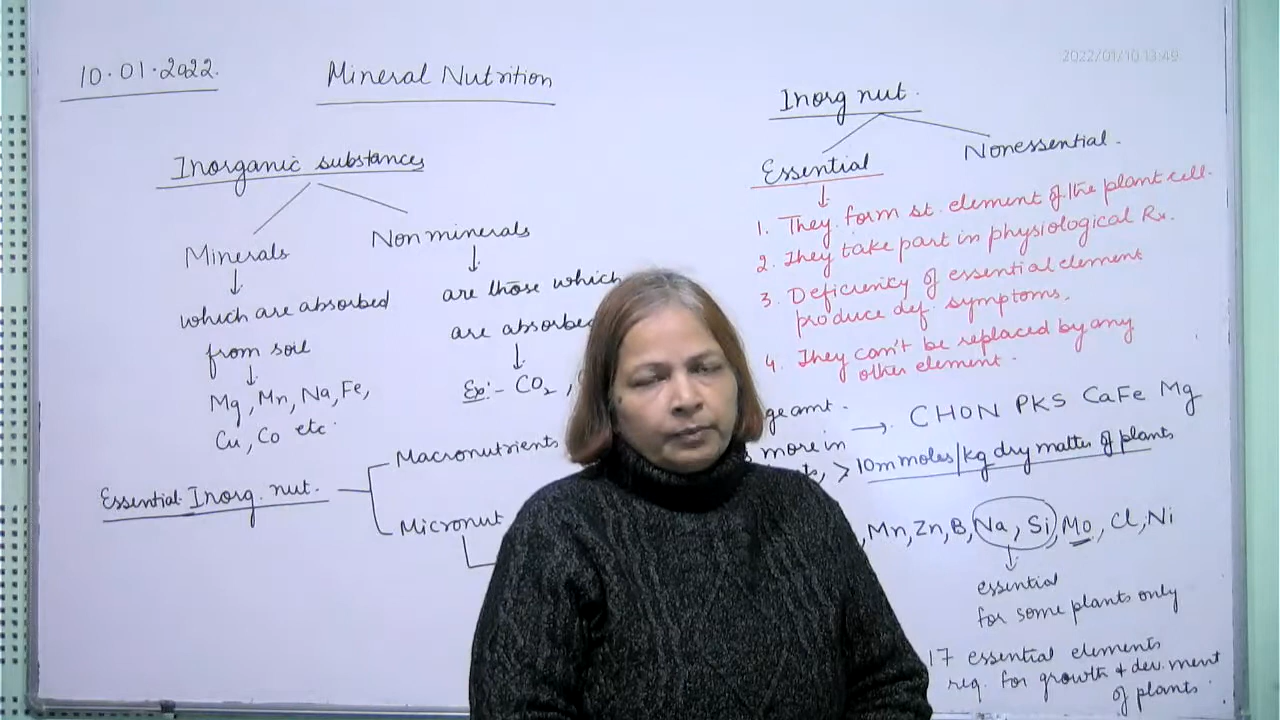 10.01.2022.
Mineral Nutrition
2022/01/10 13:49
Inorganic substances
Minerals
Non minerals
which are absorbed
from soil
Mg, Mn, Na, Fe,
Cu, Co etc.
are those which
are absorbed
Ex:- CO2,
Essential Inorg. nut.
Macronutrients
Micronut
Inorg nut.
Essential
Nonessential.
1. They form st. element of the plant cell.
2. They take part in physiological Rx.
3. Deficiency of essential element
produce def. symptoms.
4. They can't be replaced by any
other element.
amt.
more in
→ CHON PKS CaFe Mg
> 10 m moles/kg dry matter of plants
, Mn, Zn, B, Na, Si, Mo, Cl, Ni
essential
for some plants only
17 essential elements
req. for growth + dev.ment
of plants.